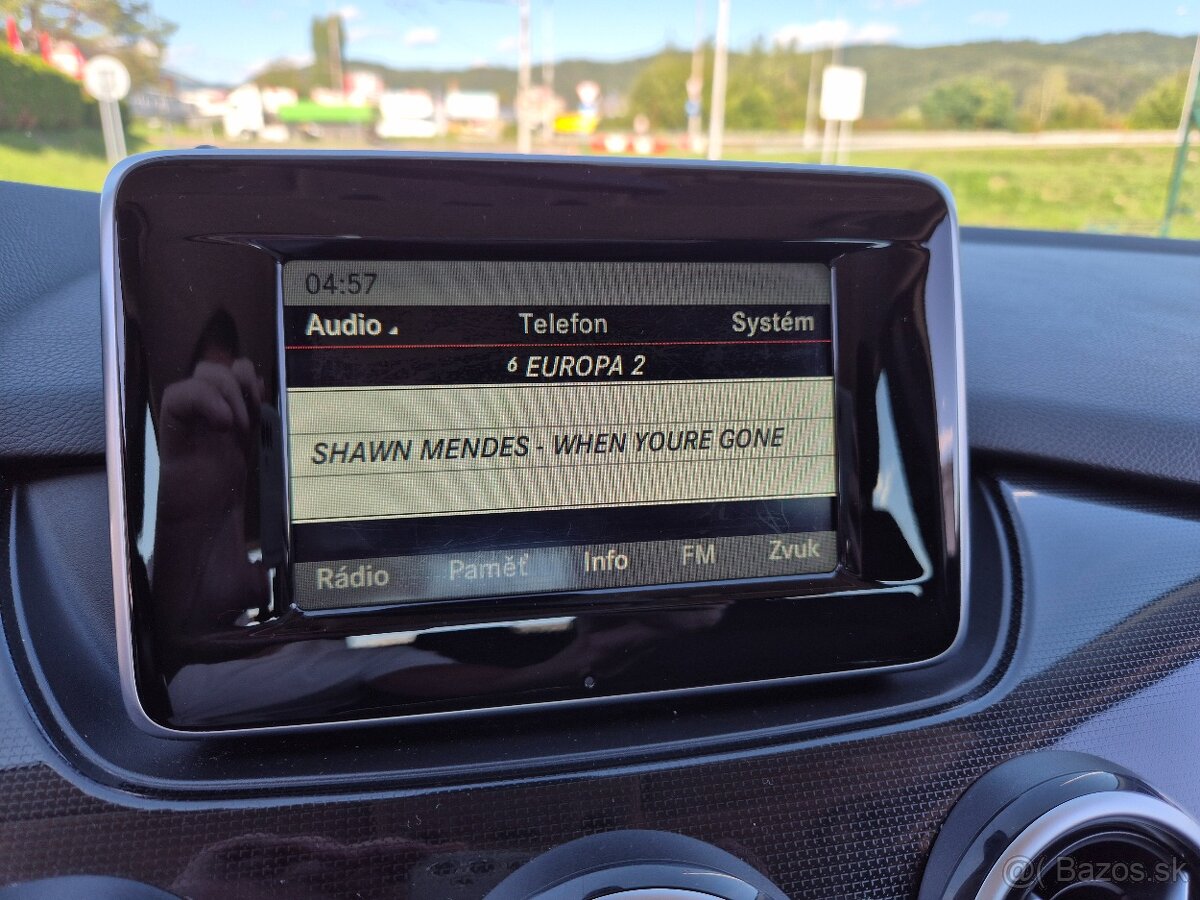 04:57
Audio Telefon Systém
6 EUROPA 2
SHAWN MENDES - WHEN YOURE GONE
Rádio Paměť Info FM Zvuk
@( Bazos.sk